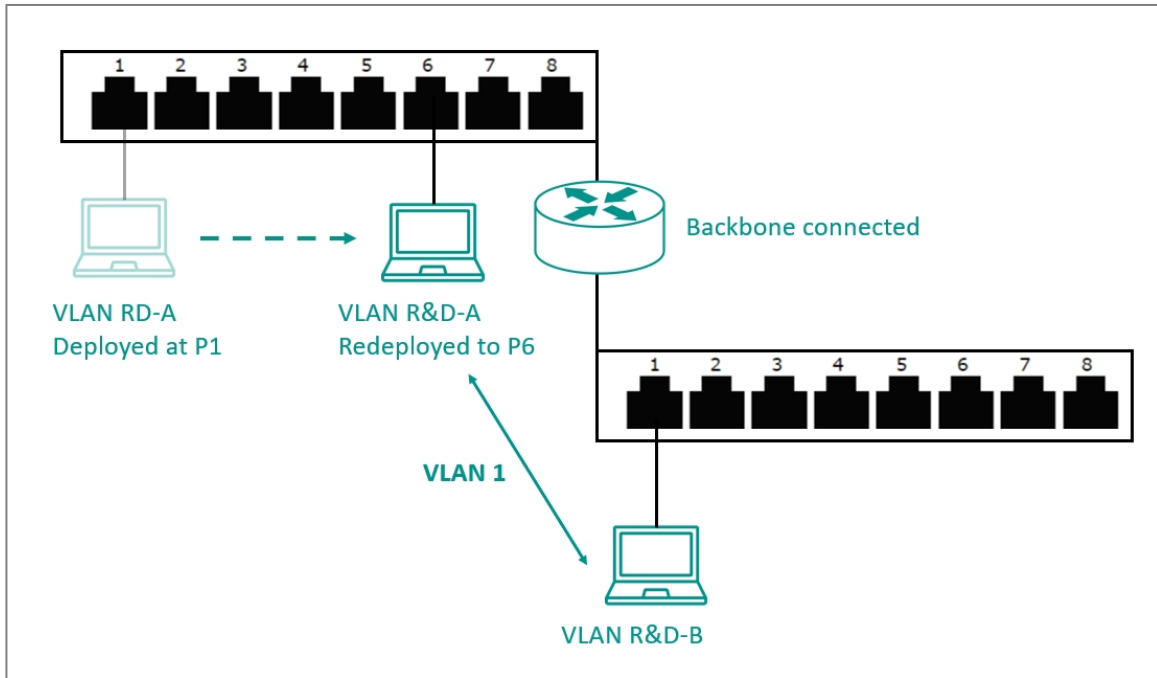 1 2 3 4 5 6 7 8
Backbone connected
VLAN RD-A
Deployed at P1
VLAN R&D-A
Redeployed to P6
1 2 3 4 5 6 7 8
VLAN 1
VLAN R&D-B